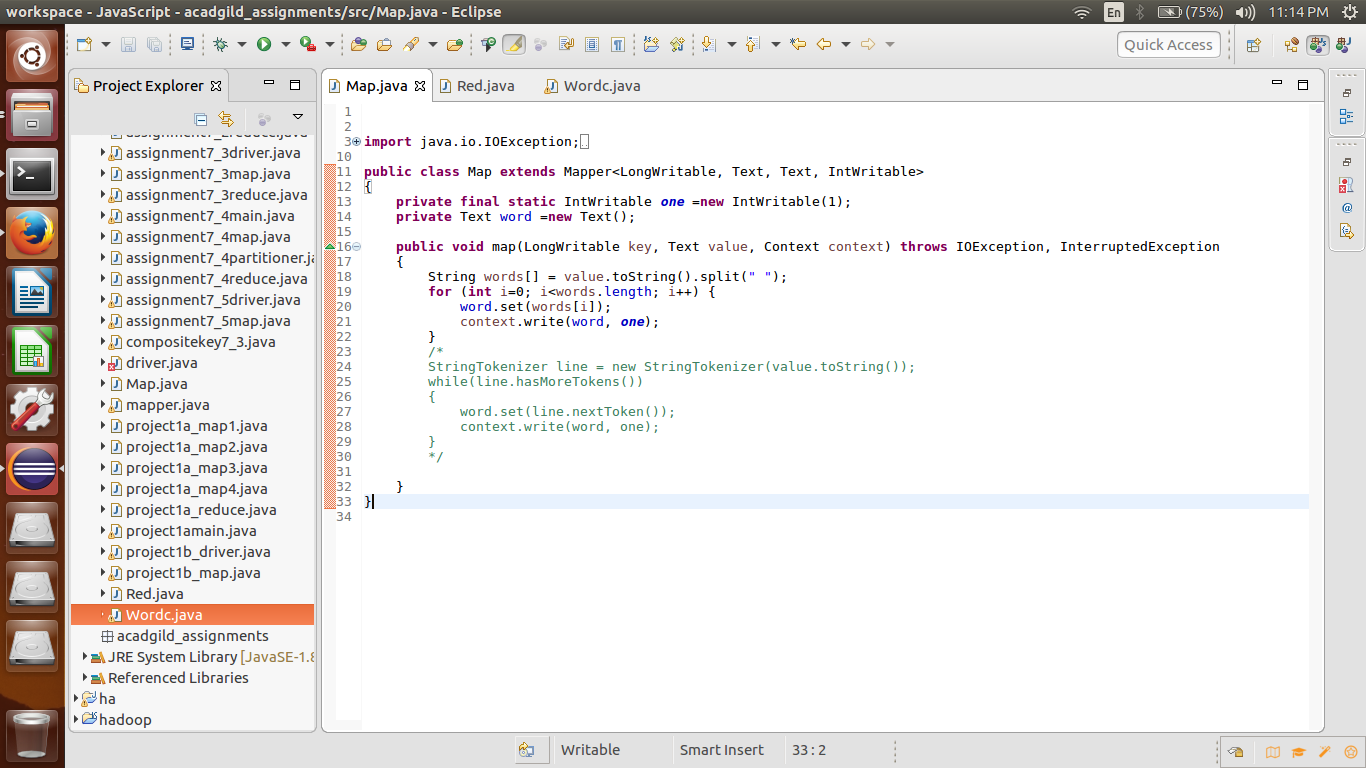 workspace - JavaScript - acadgild_assignments/src/Map.java - Eclipse
En
(75%)
11:14 PM
Quick Access
Project Explorer
Map.java
Red.java
Wordc.java
assignment7_2reduce.java
assignment7_3driver.java
assignment7_3map.java
assignment7_3reduce.java
assignment7_4main.java
assignment7_4map.java
assignment7_4partitioner.ja
assignment7_4reduce.java
assignment7_5driver.java
assignment7_5map.java
compositekey7_3.java
driver.java
Map.java
mapper.java
project1a_map1.java
project1a_map2.java
project1a_map3.java
project1a_map4.java
project1a_reduce.java
project1amain.java
project1b_driver.java
project1b_map.java
Red.java
Wordc.java
acadgild_assignments
JRE System Library [JavaSE-1.8
Referenced Libraries
ha
hadoop
1
2
3 import java.io.IOException;
10
11 public class Map extends Mapper<LongWritable, Text, Text, IntWritable>
12 {
13 private final static IntWritable one =new IntWritable(1);
14 private Text word =new Text();
15
16 public void map(LongWritable key, Text value, Context context) throws IOException, InterruptedException
17 {
18 String words[] = value.toString().split(" ");
19 for (int i=0; i<words.length; i++) {
20 word.set(words[i]);
21 context.write(word, one);
22 }
23 /*
24 StringTokenizer line = new StringTokenizer(value.toString());
25 while(line.hasMoreTokens())
26 {
27 word.set(line.nextToken());
28 context.write(word, one);
29 }
30 */
31
32 }
33 }
34
Writable
Smart Insert
33 : 2